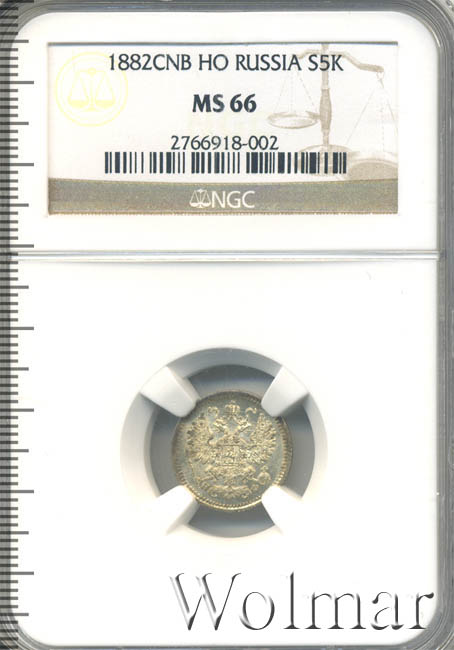 1882CNB HO RUSSIA S5K
MS 66
2766918-002
NGC
Wolmar